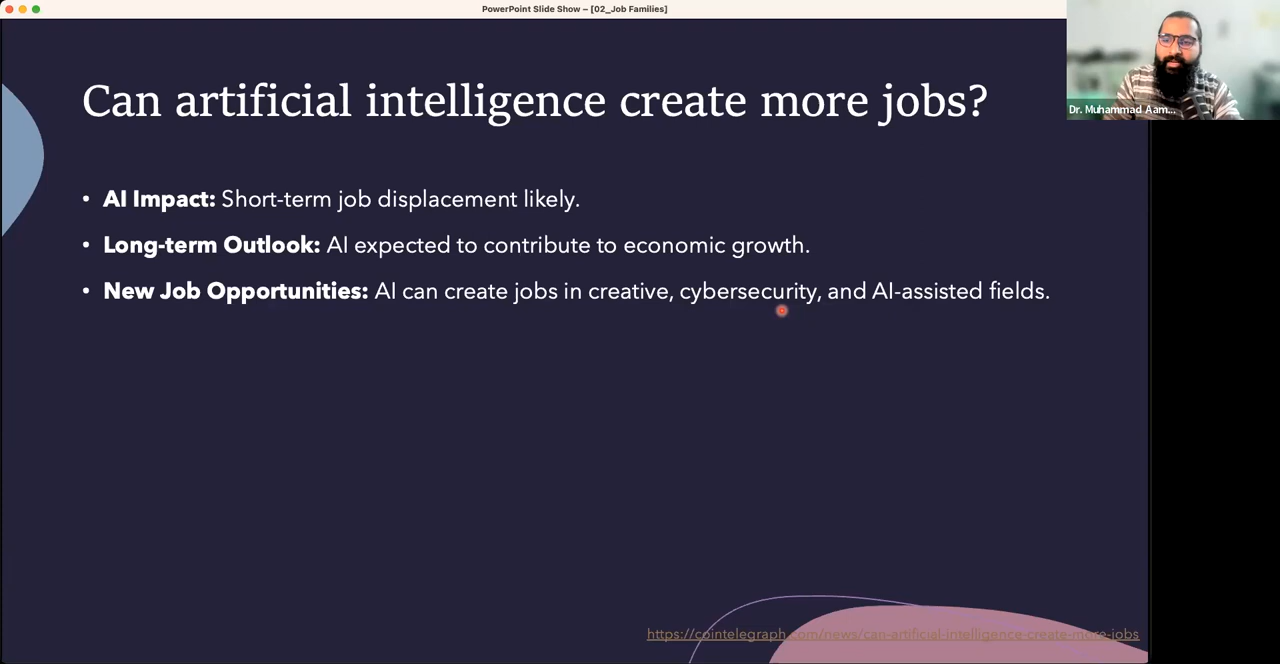 PowerPoint Slide Show – [02_Job Families]
Can artificial intelligence create more jobs?
Dr. Muhammad Aam...
• AI Impact: Short-term job displacement likely.
• Long-term Outlook: AI expected to contribute to economic growth.
• New Job Opportunities: AI can create jobs in creative, cybersecurity, and AI-assisted fields.
https://cointelegraph.com/news/can-artificial-intelligence-create-more-jobs